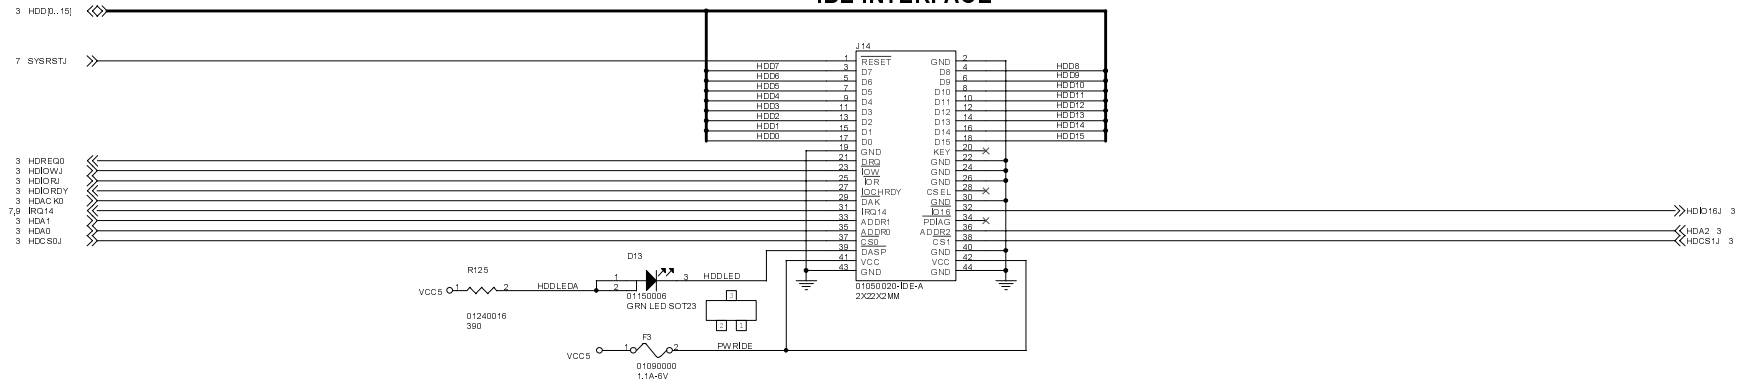 IDE INTERFACE
3 HDD[0..15]
J14
7 SYSRSTJ
1 RESET GND 2
HDD7 3 D7 D8 4 HDD8
HDD6 5 D6 D9 6 HDD9
HDD5 7 D5 D10 8 HDD10
HDD4 9 D4 D11 10 HDD11
HDD3 11 D3 D12 12 HDD12
HDD2 13 D2 D13 14 HDD13
HDD1 15 D1 D14 16 HDD14
HDD0 17 D0 D15 18 HDD15
19 GND KEY 20
3 HDREQ0 21 DRQ GND 22
3 HDIOWJ 23 IOW GND 24
3 HDIORJ 25 IOR GND 26
3 HDIORDY 27 IOCHRDY CSEL 28
3 HDACK0 29 DAK GND 30
7,9 IRQ14 31 IRQ14 IO16 32 HDIO16J 3
3 HDA1 33 ADDR1 PDIAG 34
3 HDA0 35 ADDR0 ADDR2 36 HDA2 3
3 HDCS0J 37 CS0 CS1 38 HDCS1J 3
39 DASP GND 40
41 VCC VCC 42
43 GND GND 44
01050020-IDE-A
2X22X2MM
D13
R125
1 2 3 HDDLED
VCC5 1 2 HDDLEDA
01150006
GRN LED SOT23
3
2 1
01240016
390
F3
VCC5 1 2 PWRIDE
01090000
1.1A-6V